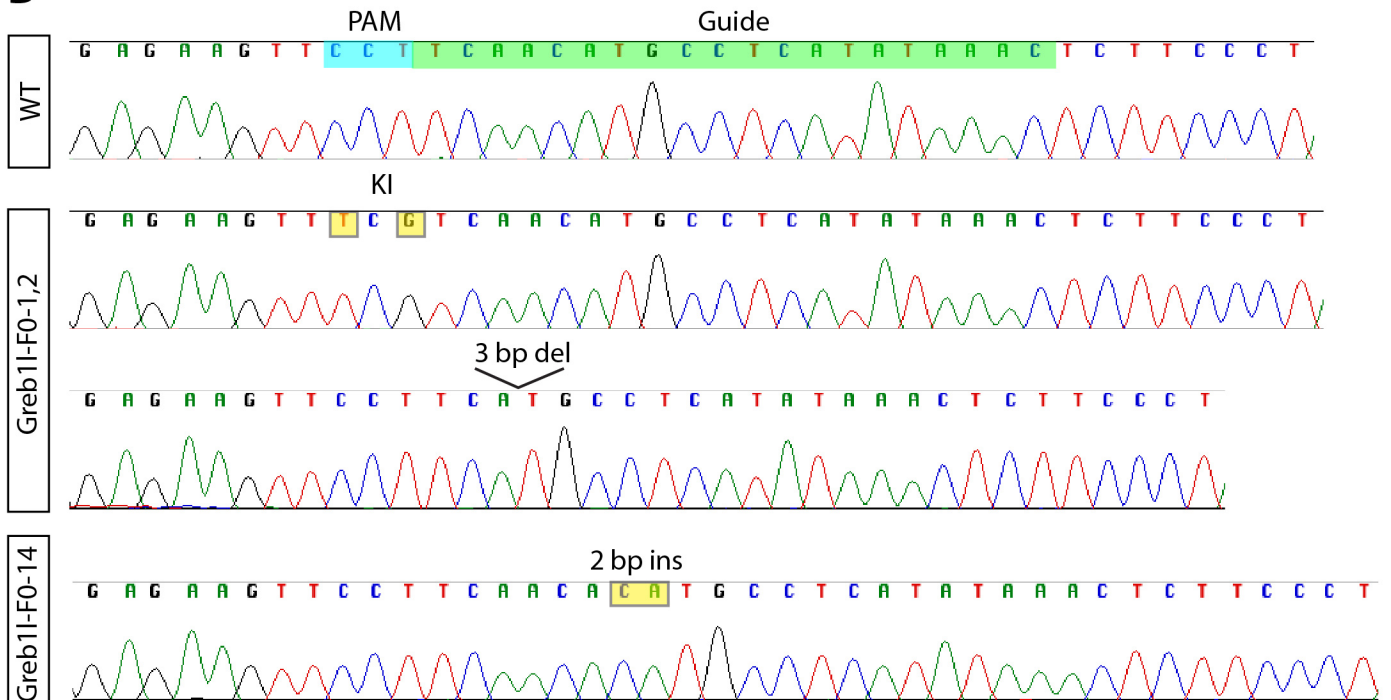 PAM Guide
WT
G A G A A G T T C C T T C A A C A T G C C T C A T A T A A A C T C T T C C C T
KI
Greb1l-F0-1,2
G A G A A G T T T C G T C A A C A T G C C T C A T A T A A A C T C T T C C C T
3 bp del
G A G A A G T T C C T T C A T G C C T C A T A T A A A C T C T T C C C T
Greb1l-F0-14
2 bp ins
G A G A A G T T C C T T C A A C A C A T G C C T C A T A T A A A C T C T T C C C T